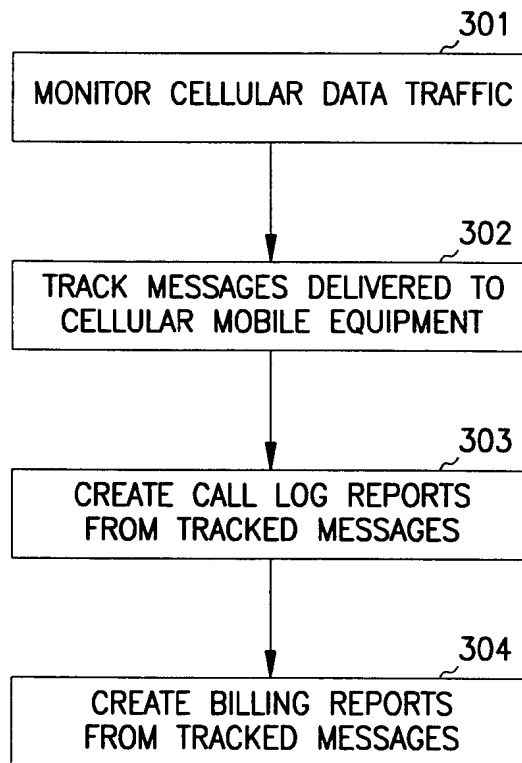 301
MONITOR CELLULAR DATA TRAFFIC
302
TRACK MESSAGES DELIVERED TO
CELLULAR MOBILE EQUIPMENT
303
CREATE CALL LOG REPORTS
FROM TRACKED MESSAGES
304
CREATE BILLING REPORTS
FROM TRACKED MESSAGES